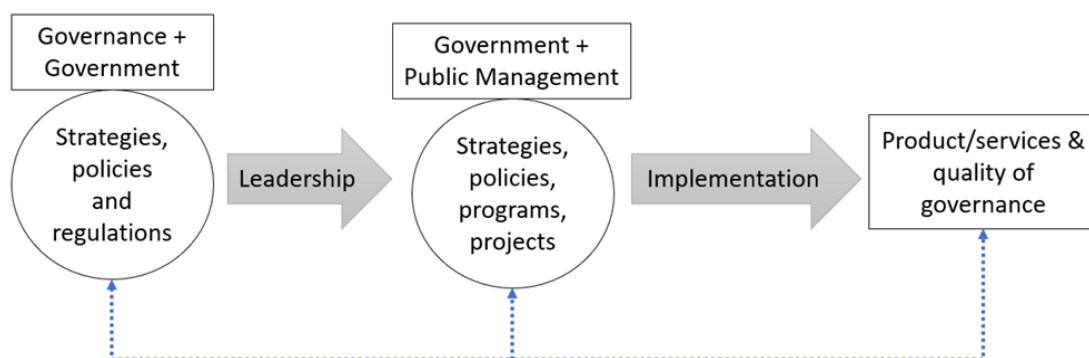 Governance +
Government
Strategies,
policies
and
regulations
Leadership
Government +
Public Management
Strategies,
policies,
programs,
projects
Implementation
Product/services &
quality of
governance